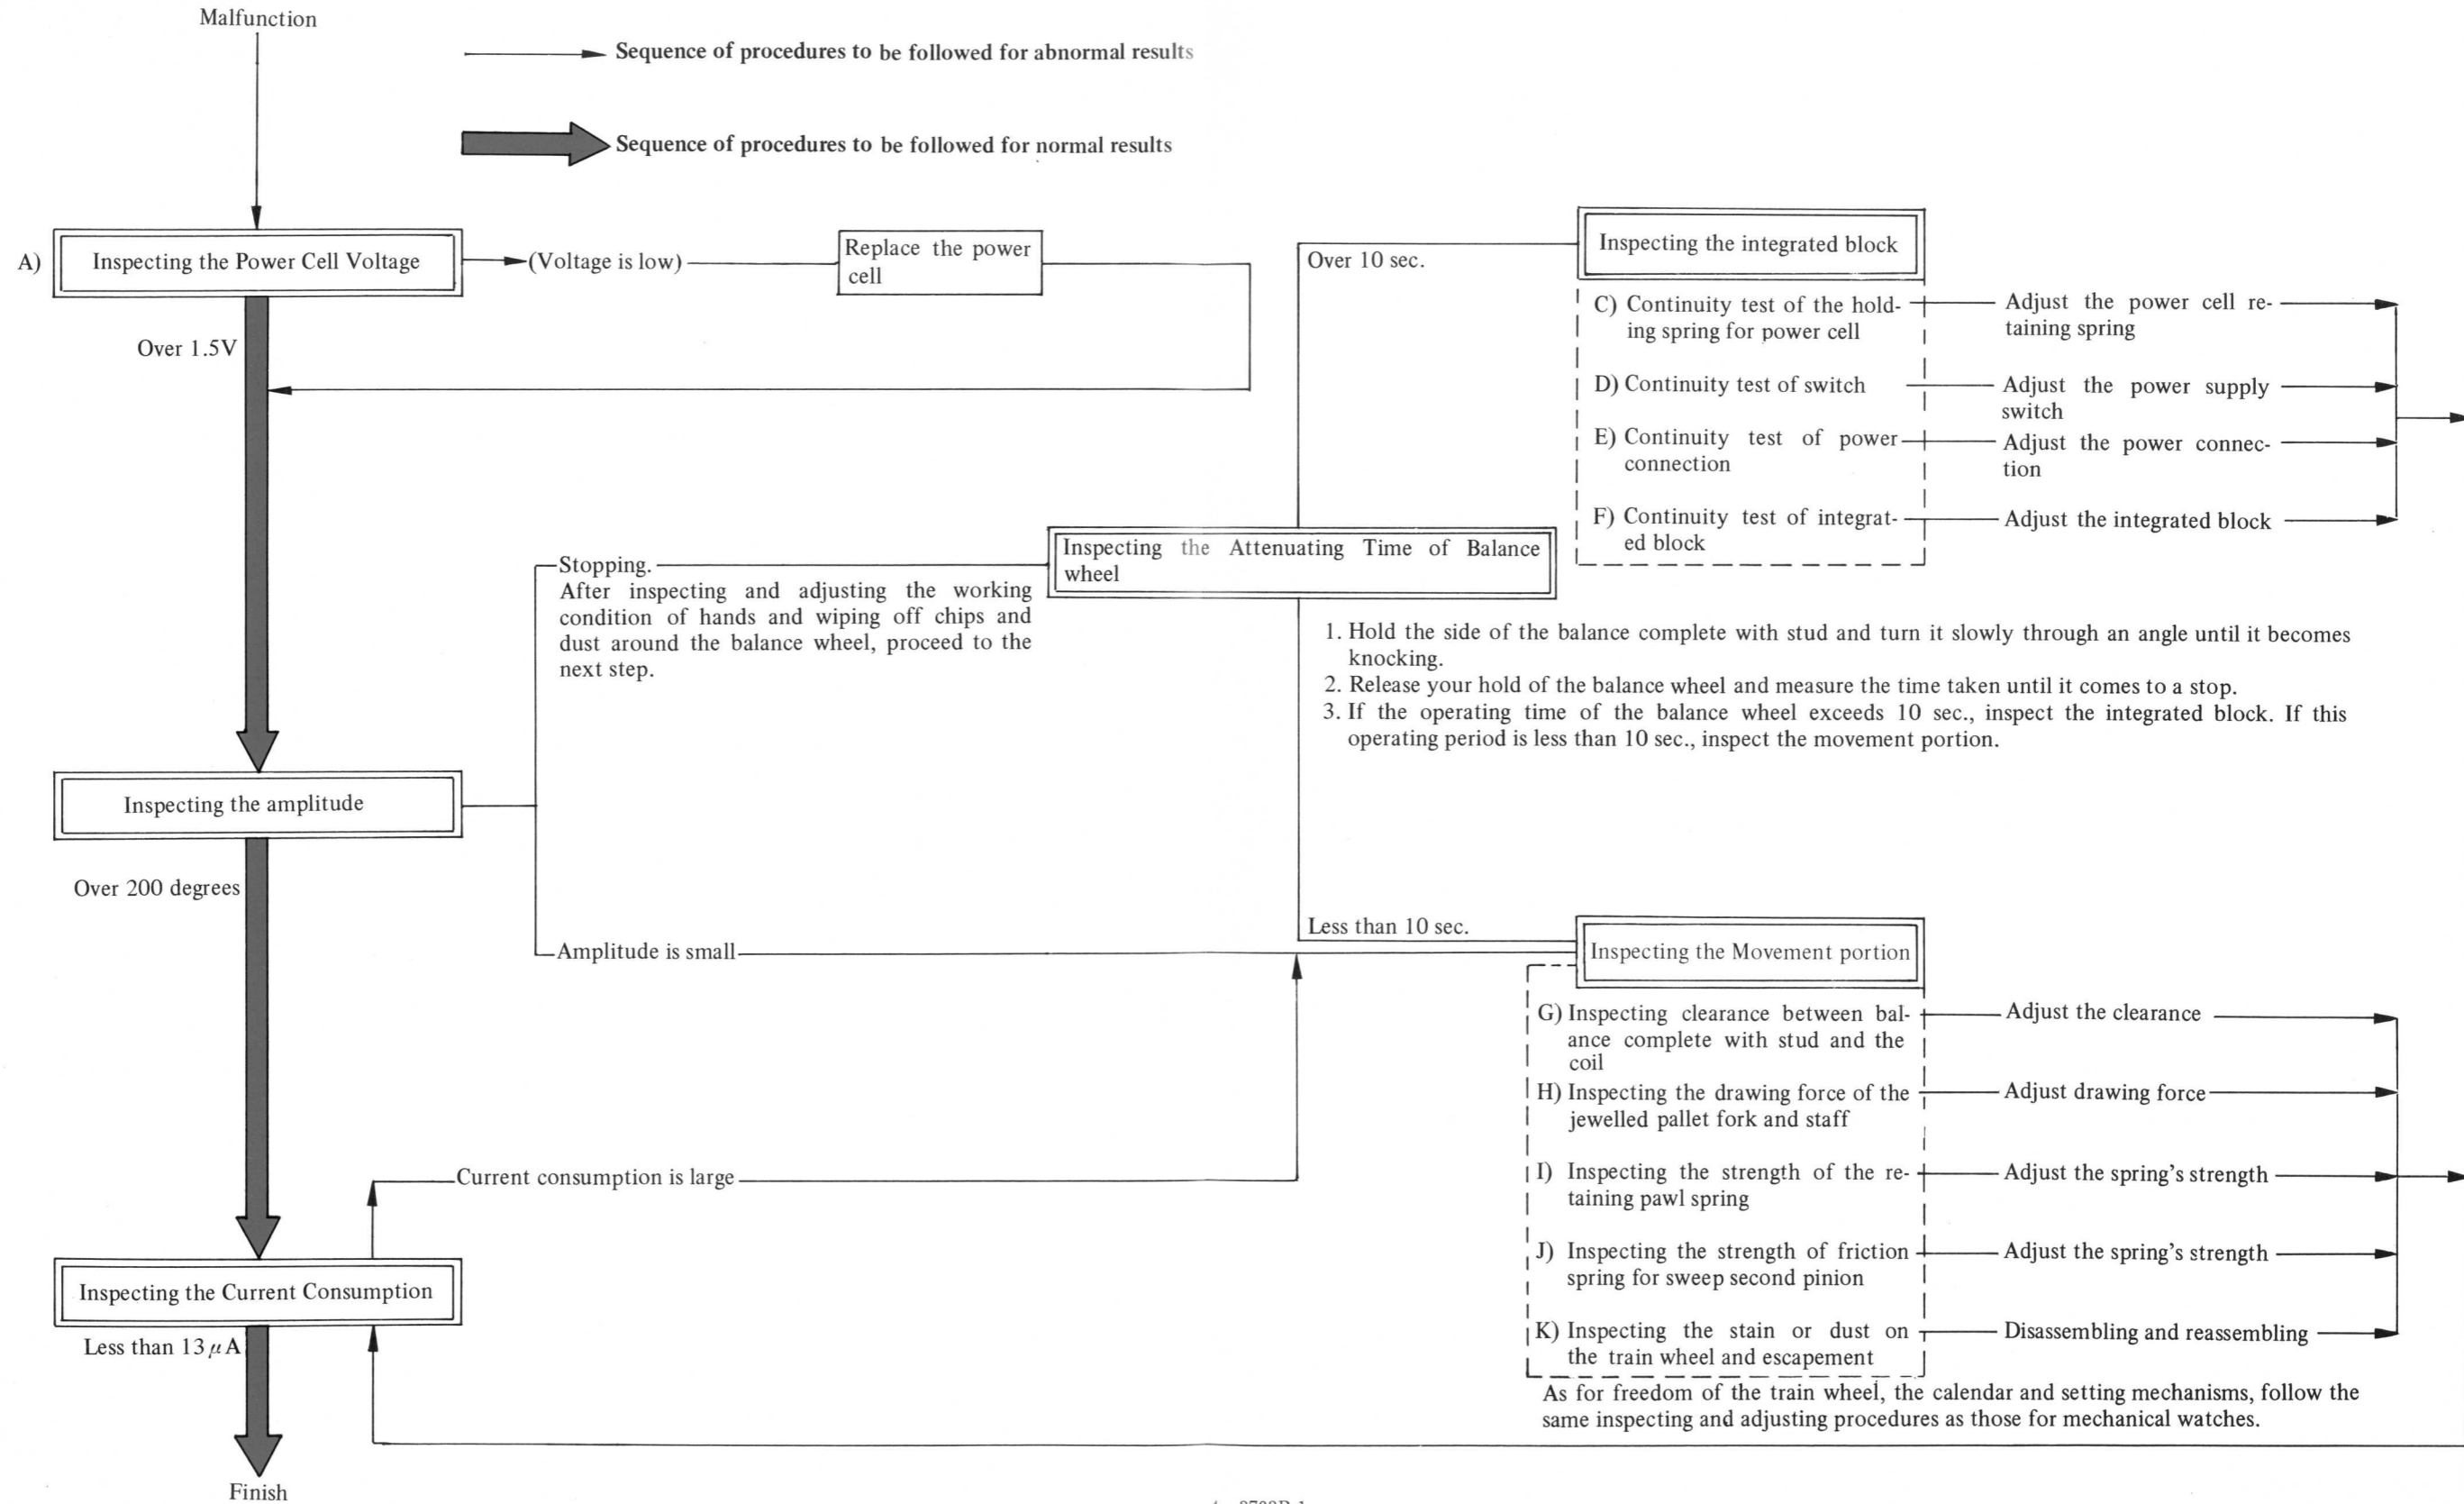 Malfunction
Sequence of procedures to be followed for abnormal results
Sequence of procedures to be followed for normal results
A)
Inspecting the Power Cell Voltage
(Voltage is low)
Replace the power
cell
Over 1.5V
Over 10 sec.
Inspecting the integrated block
C) Continuity test of the hold-
ing spring for power cell
Adjust the power cell re-
taining spring
D) Continuity test of switch
Adjust the power supply
switch
E) Continuity test of power
connection
Adjust the power connec-
tion
F) Continuity test of integrat-
ed block
Adjust the integrated block
Stopping.
After inspecting and adjusting the working
condition of hands and wiping off chips and
dust around the balance wheel, proceed to the
next step.
Inspecting the Attenuating Time of Balance
wheel
1. Hold the side of the balance complete with stud and turn it slowly through an angle until it becomes
knocking.
2. Release your hold of the balance wheel and measure the time taken until it comes to a stop.
3. If the operating time of the balance wheel exceeds 10 sec., inspect the integrated block. If this
operating period is less than 10 sec., inspect the movement portion.
Inspecting the amplitude
Over 200 degrees
Amplitude is small
Less than 10 sec.
Inspecting the Movement portion
G) Inspecting clearance between bal-
ance complete with stud and the
coil
Adjust the clearance
H) Inspecting the drawing force of the
jewelled pallet fork and staff
Adjust drawing force
I) Inspecting the strength of the re-
taining pawl spring
Adjust the spring's strength
J) Inspecting the strength of friction
spring for sweep second pinion
Adjust the spring's strength
K) Inspecting the stain or dust on
the train wheel and escapement
Disassembling and reassembling
As for freedom of the train wheel, the calendar and setting mechanisms, follow the
same inspecting and adjusting procedures as those for mechanical watches.
Current consumption is large
Inspecting the Current Consumption
Less than 13 μA
Finish